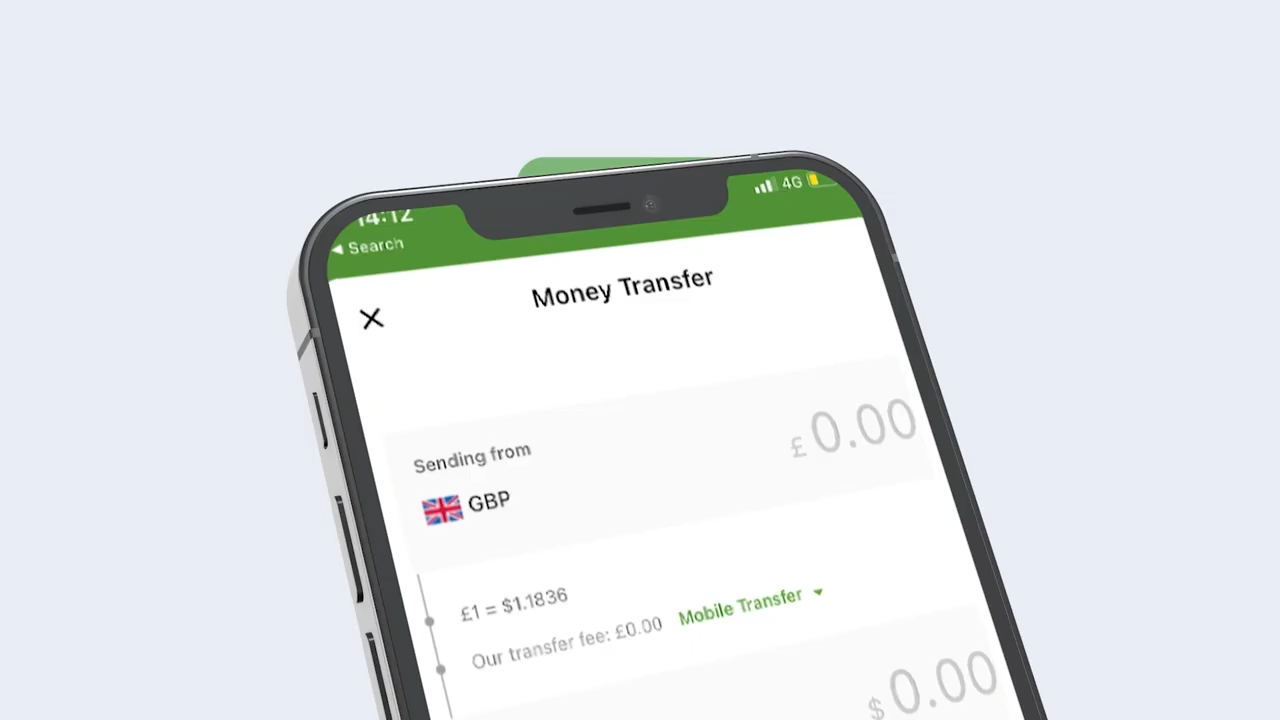 14:12
4G
◀ Search
Money Transfer
Sending from
£ 0.00
GBP
£1 = $1.1836
Our transfer fee: £0.00 Mobile Transfer
$ 0.00